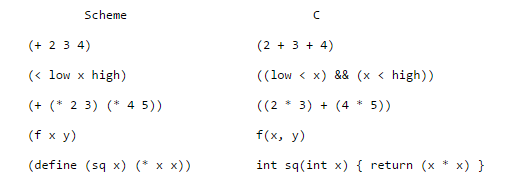 Scheme C
(+ 2 3 4) (2 + 3 + 4)
(< low x high) ((low < x) && (x < high))
(+ (* 2 3) (* 4 5)) ((2 * 3) + (4 * 5))
(f x y) f(x, y)
(define (sq x) (* x x)) int sq(int x) { return (x * x) }